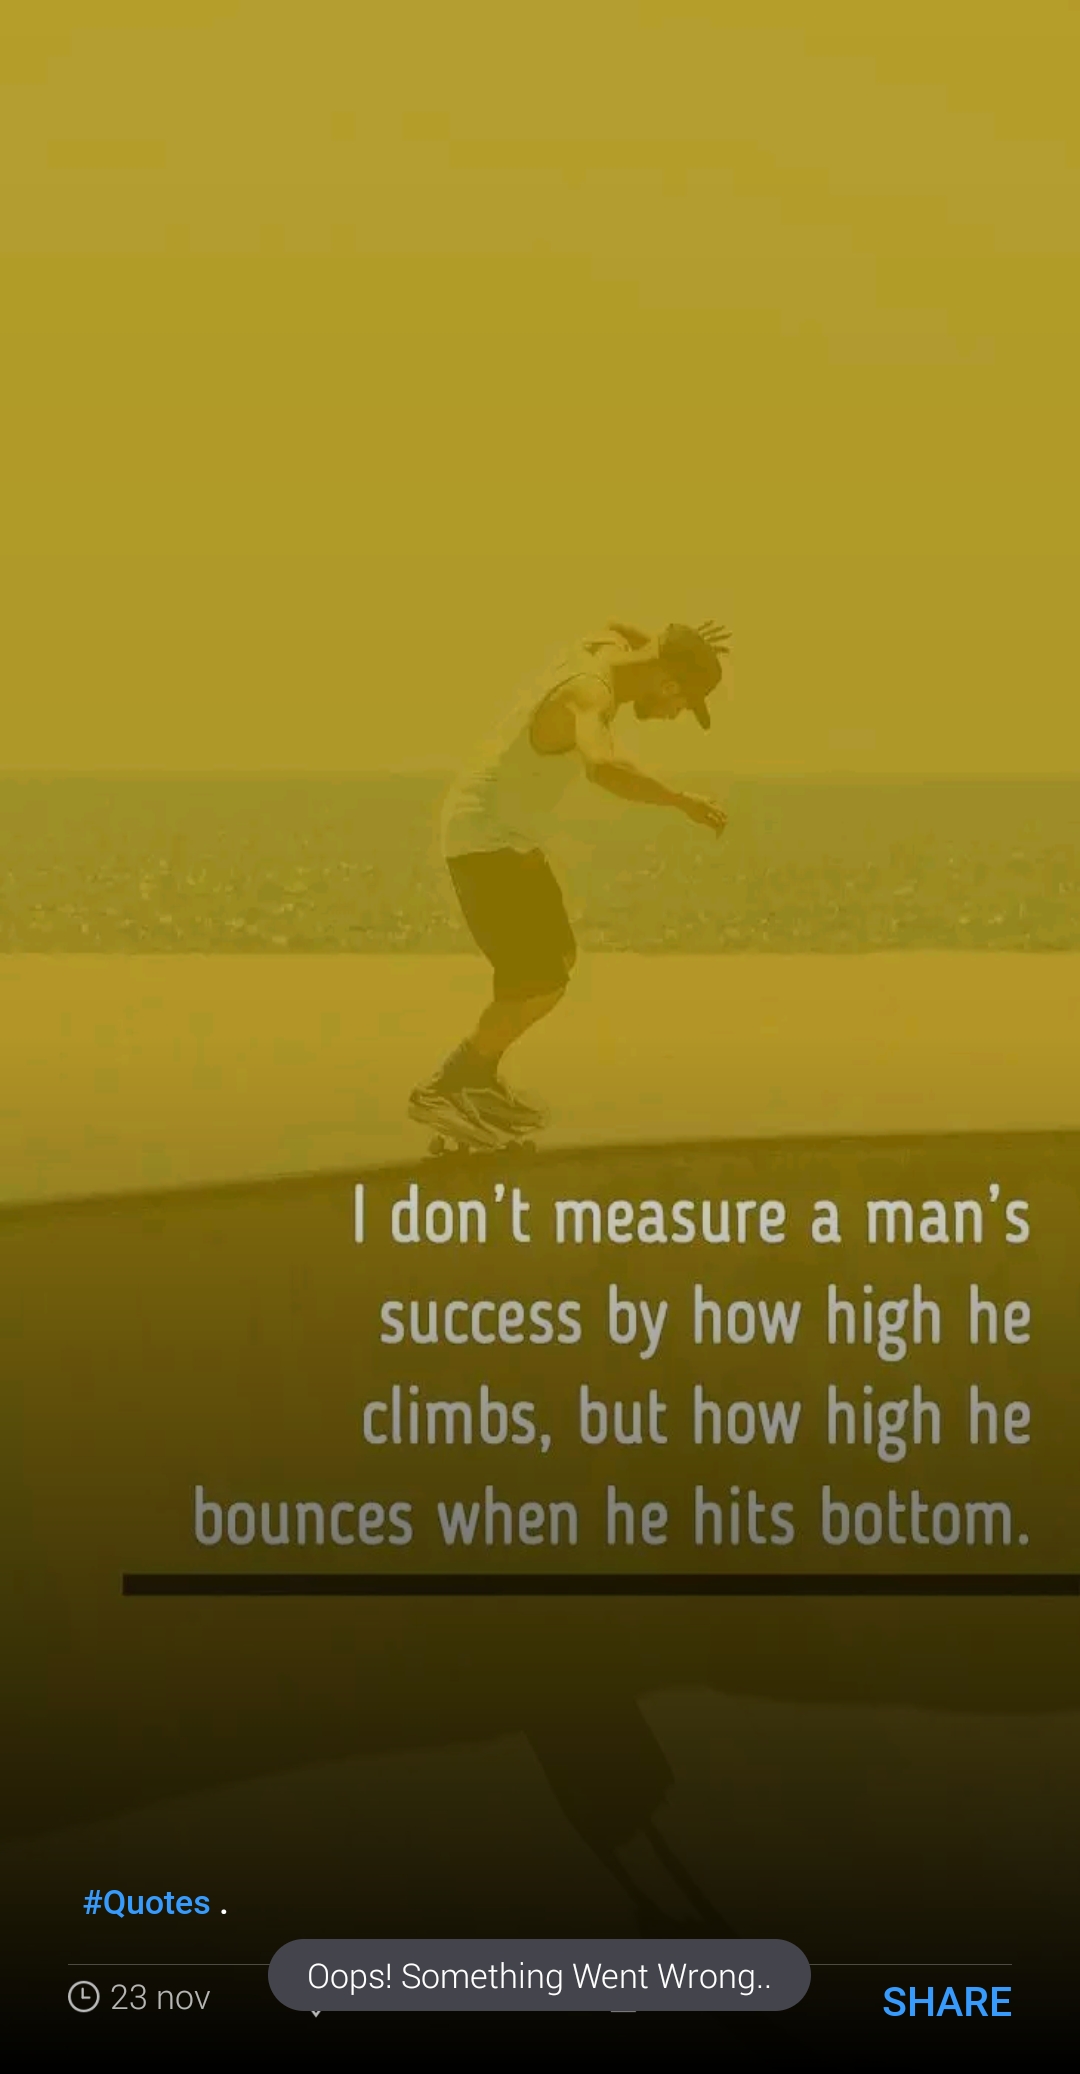 I don’t measure a man’s
success by how high he
climbs, but how high he
bounces when he hits bottom.
#Quotes .
23 nov
Oops! Something Went Wrong..
SHARE